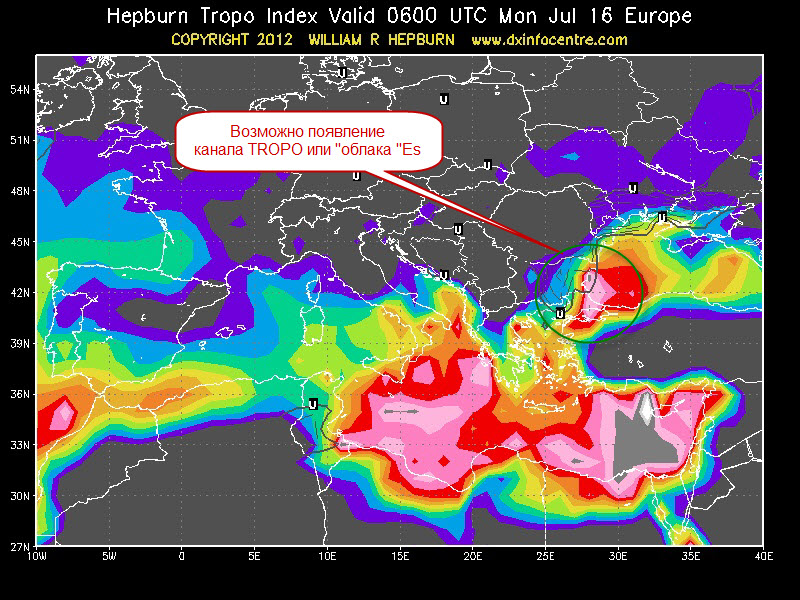 Hepburn Tropo Index Valid 0600 UTC Mon Jul 16 Europe
COPYRIGHT 2012 WILLIAM R HEPBURN www.dxinfocentre.com
54N
51N
48N
45N
42N
39N
36N
33N
30N
27N
Возможно появление
канала TROPO или "облака "Es
U
U
U
U
U
U
U
U
U
U
10W 5W 0 5E 10E 15E 20E 25E 30E 35E 40E